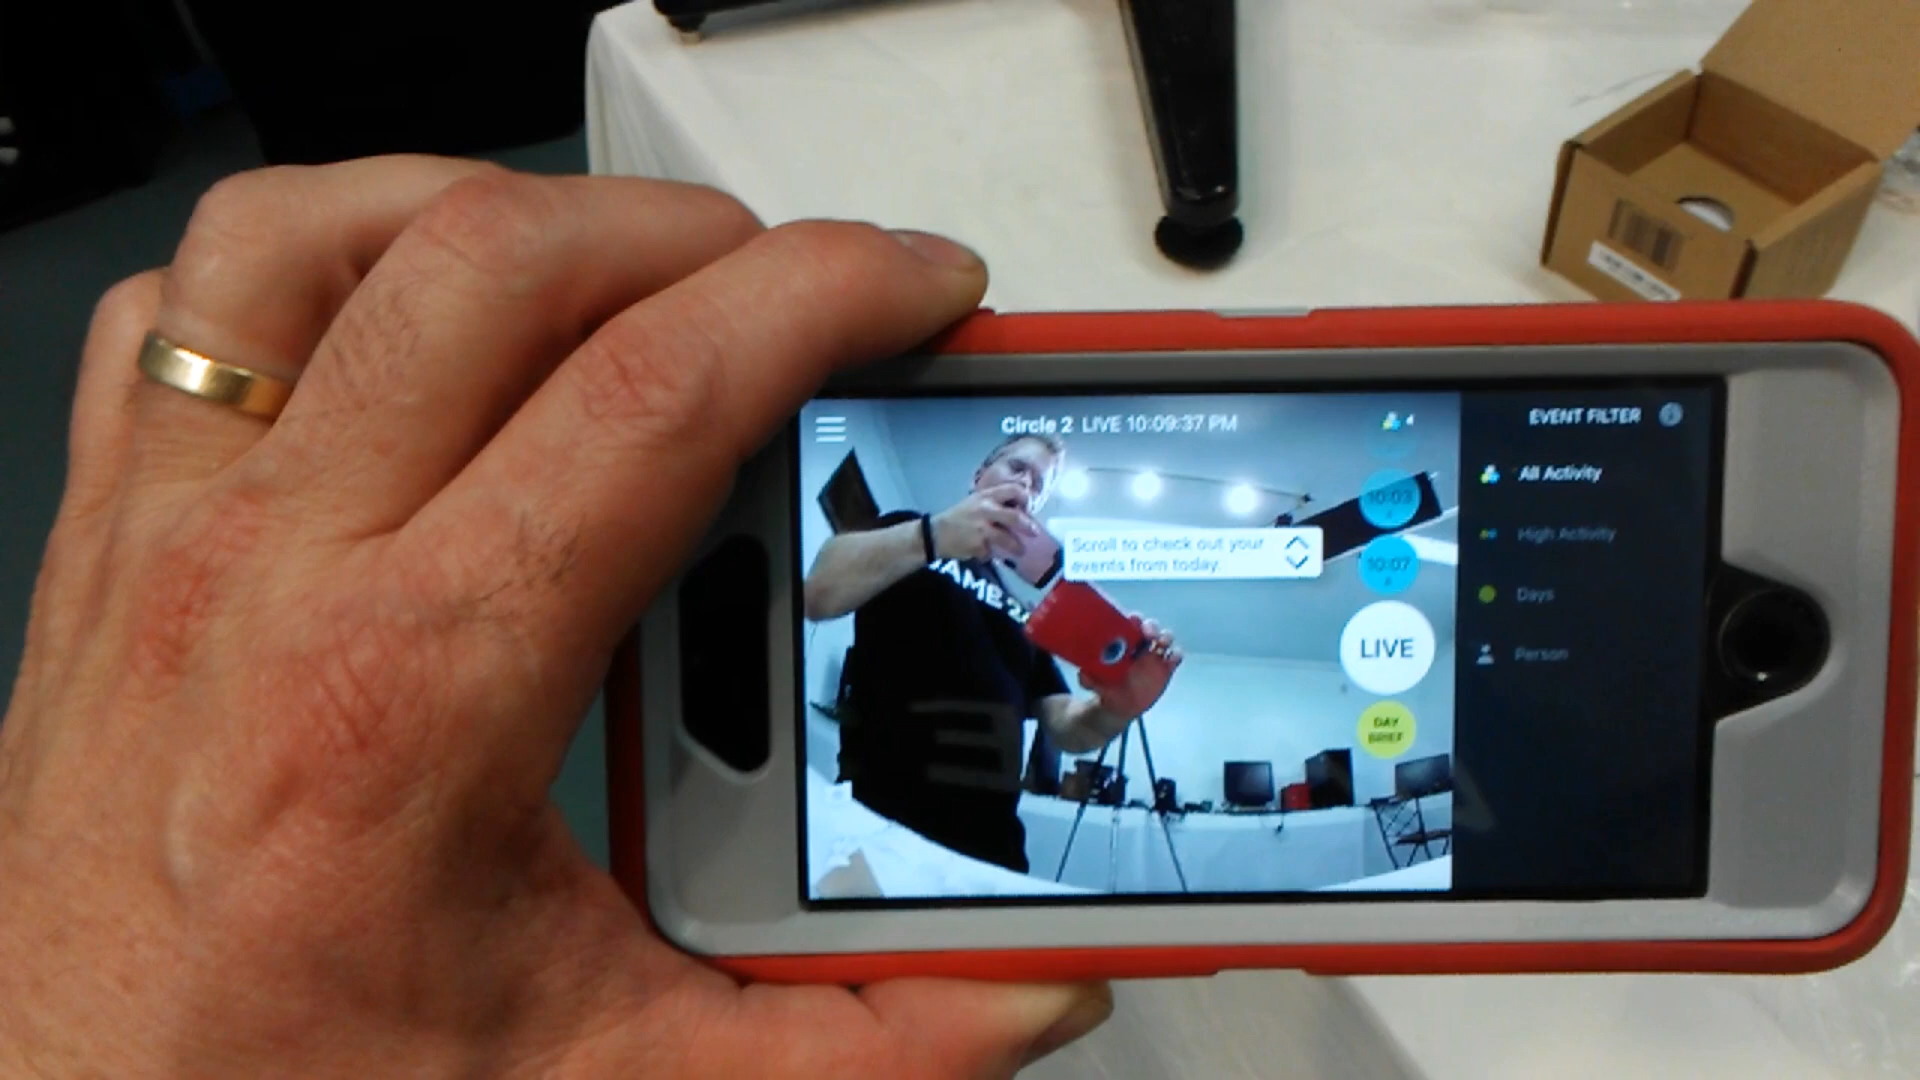 Circle 2 LIVE 10:09:37 PM
EVENT FILTER
All Activity
10:03
Scroll to check out your
events from today.
High Activity
10:07
Days
LIVE
Person
DAY
BRIEF